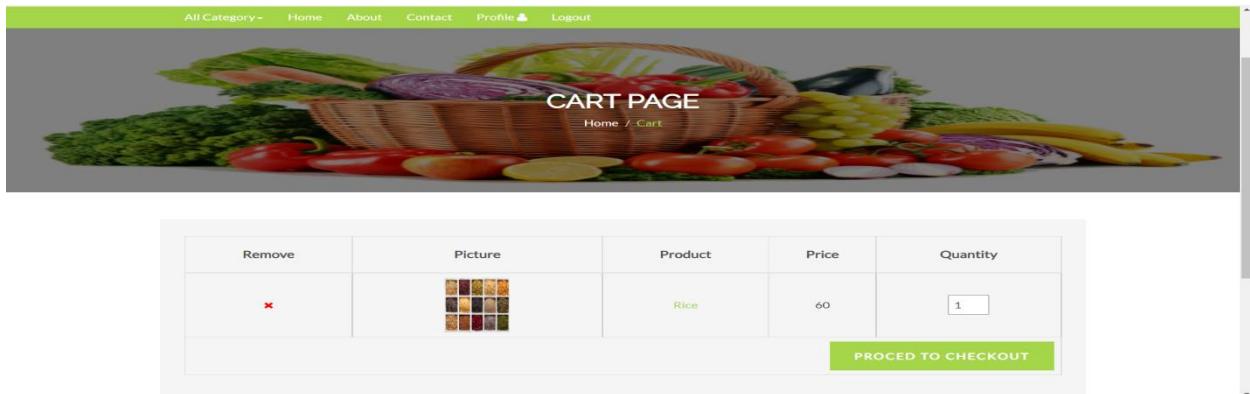 All Category Home About Contact Profile Logout
CART PAGE
Home / Cart
Remove Picture Product Price Quantity
Rice 60 1
PROCED TO CHECKOUT